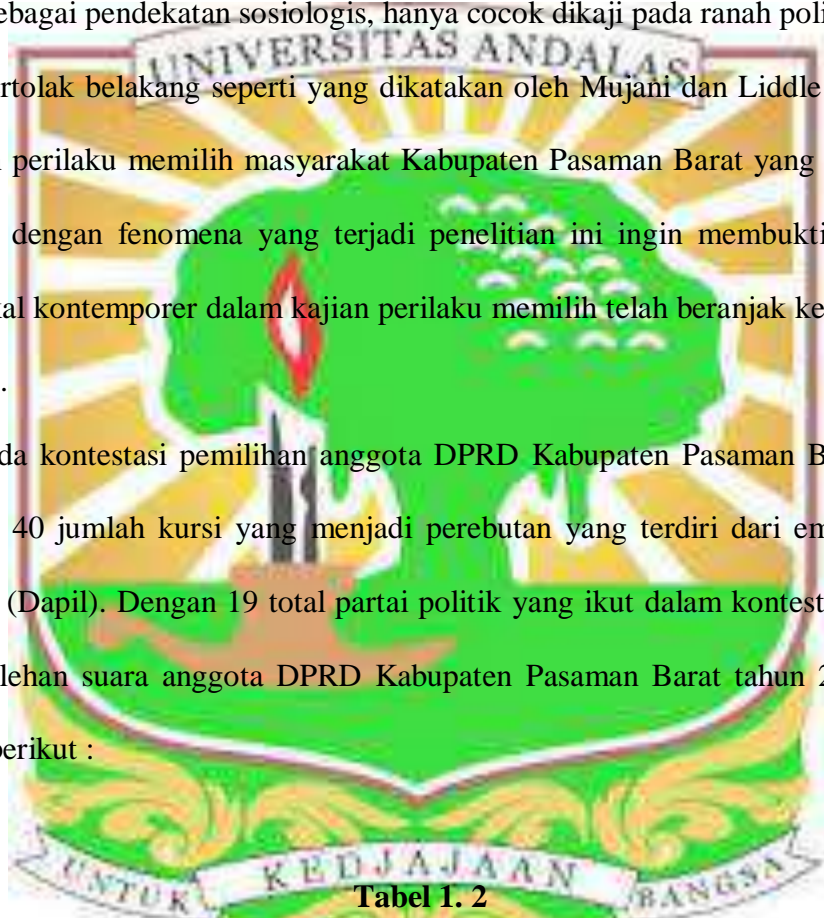 ebagai pendekatan sosiologis, hanya cocok dikaji pada ranah poli
UNIVERSITAS ANDALAS
rtolak belakang seperti yang dikatakan oleh Mujani dan Liddle
perilaku memilih masyarakat Kabupaten Pasaman Barat yang
dengan fenomena yang terjadi penelitian ini ingin membukti
al kontemporer dalam kajian perilaku memilih telah beranjak ke
.
da kontestasi pemilihan anggota DPRD Kabupaten Pasaman B
40 jumlah kursi yang menjadi perebutan yang terdiri dari em
(Dapil). Dengan 19 total partai politik yang ikut dalam kontest
lehan suara anggota DPRD Kabupaten Pasaman Barat tahun 2
berikut :
UNTUK KEDJAJAAN BANGSA
Tabel 1. 2